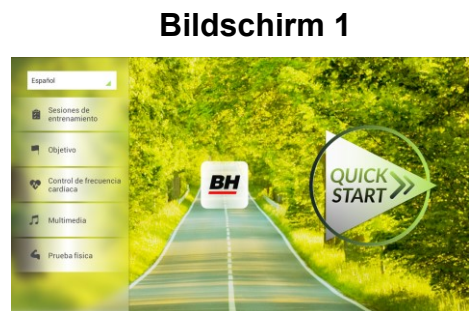 Bildschirm 1
Español
Sesiones de
entrenamiento
Objetivo
Control de frecuencia
cardiaca
Multimedia
Prueba física
BH
QUICK
START